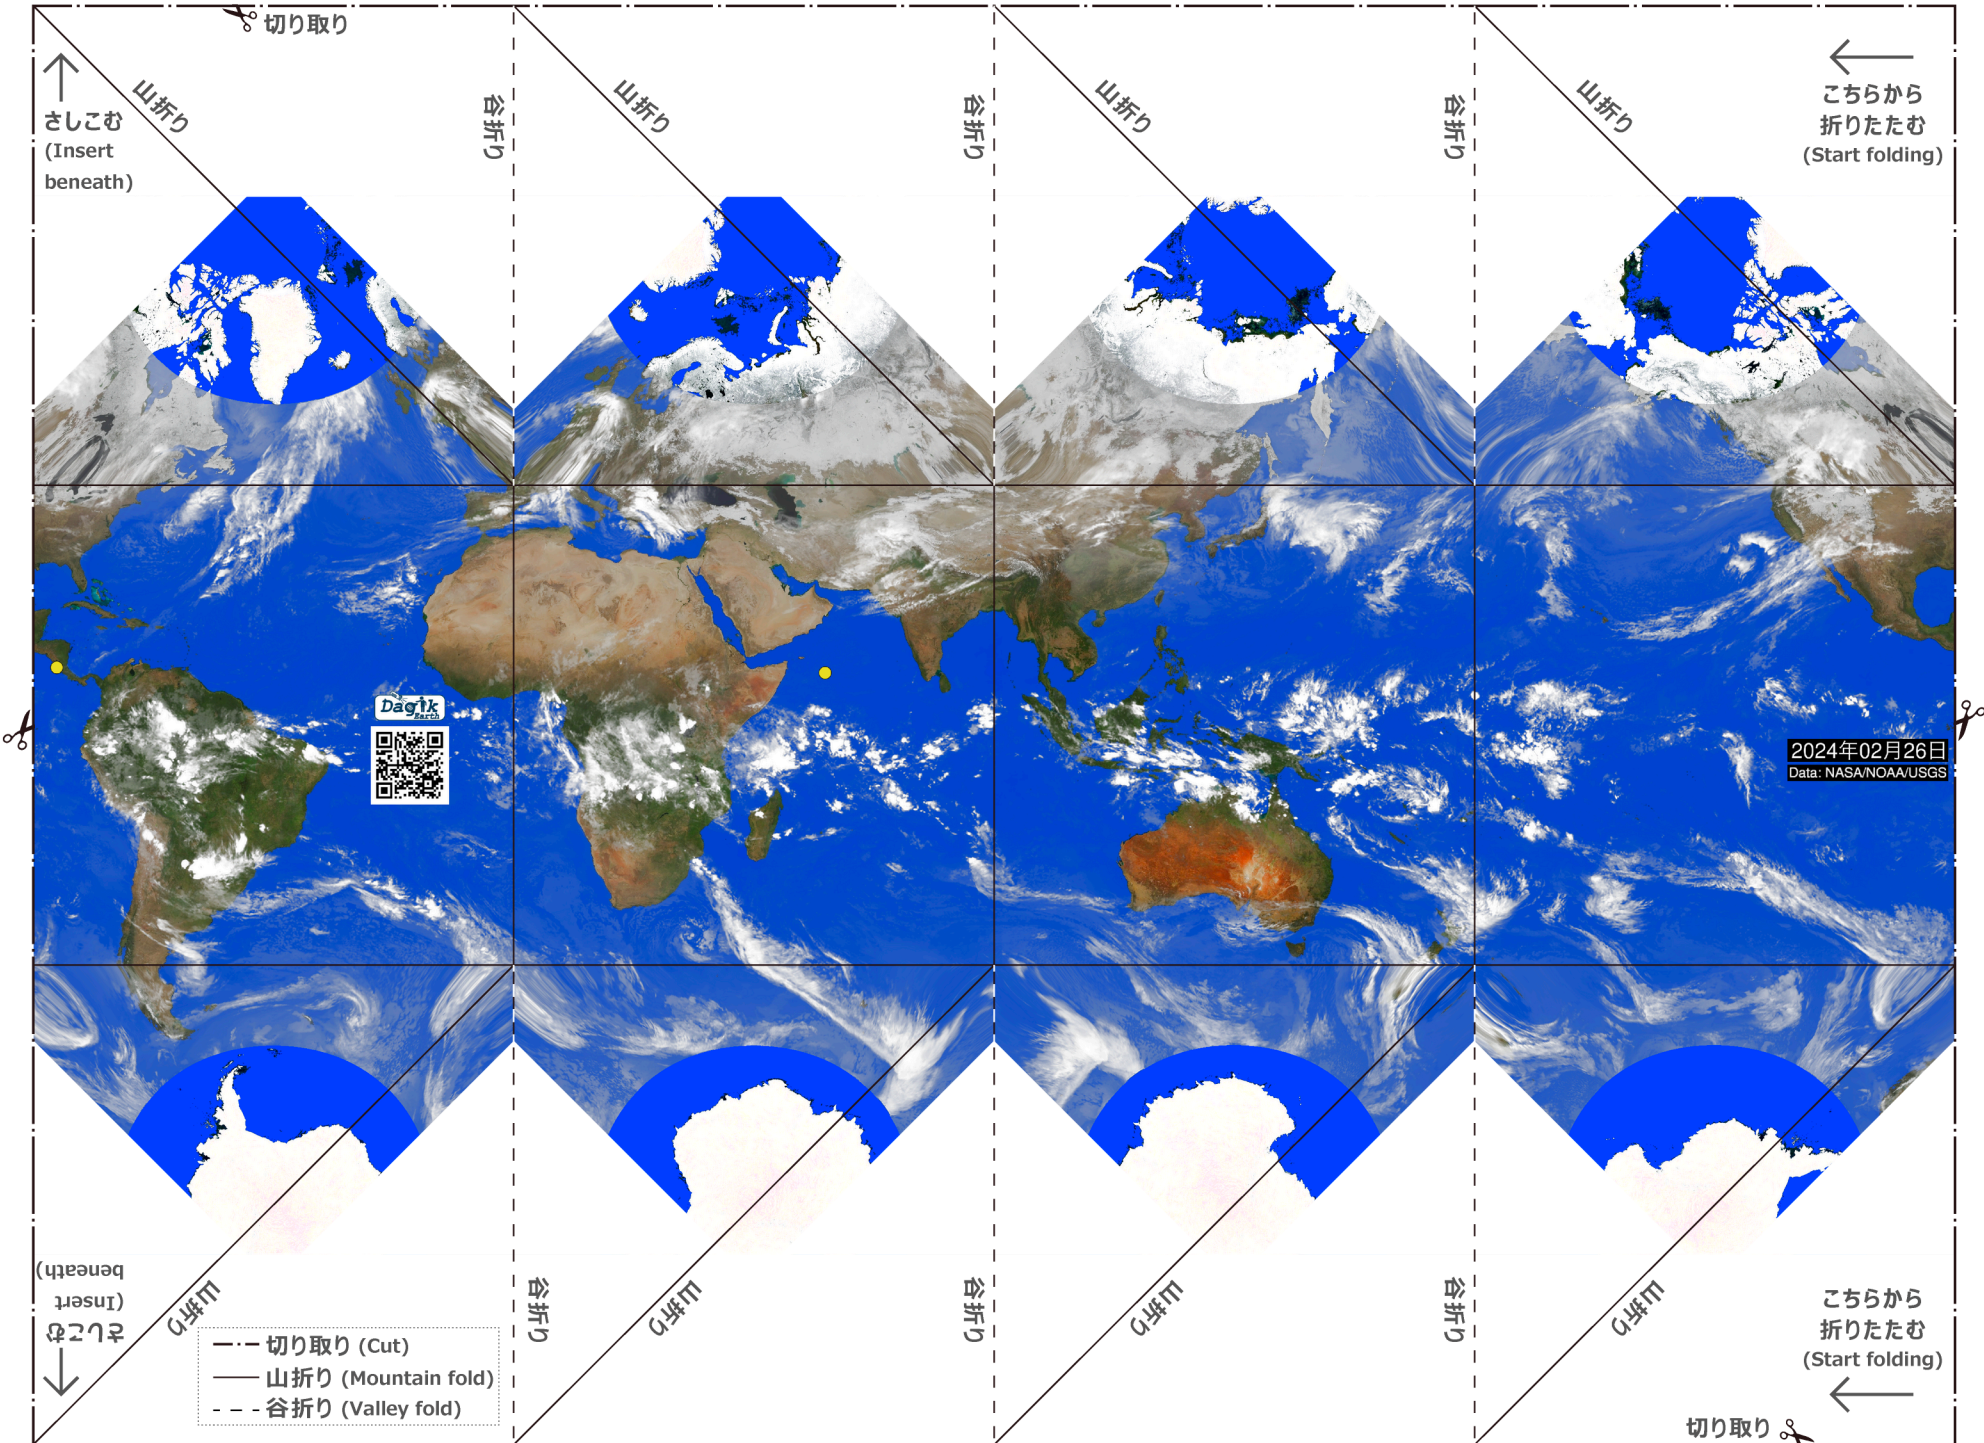 切り取り
さしこむ
(Insert
beneath)
山折り
谷折り
山折り
谷折り
山折り
谷折り
山折り
こちらから
折りたたむ
(Start folding)
Dagik
Earth
2024年02月26日
Data: NASA/NOAA/USGS
さしこむ
(Insert
beneath)
山折り
谷折り
山折り
谷折り
山折り
谷折り
山折り
こちらから
折りたたむ
(Start folding)
切り取り (Cut)
山折り (Mountain fold)
谷折り (Valley fold)
切り取り